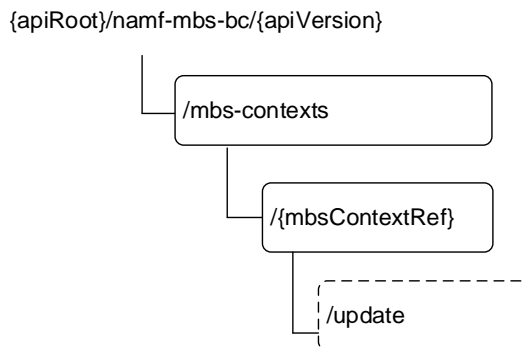 {apiRoot}/namf-mbs-bc/{apiVersion}
/mbs-contexts
/{mbsContextRef}
/update